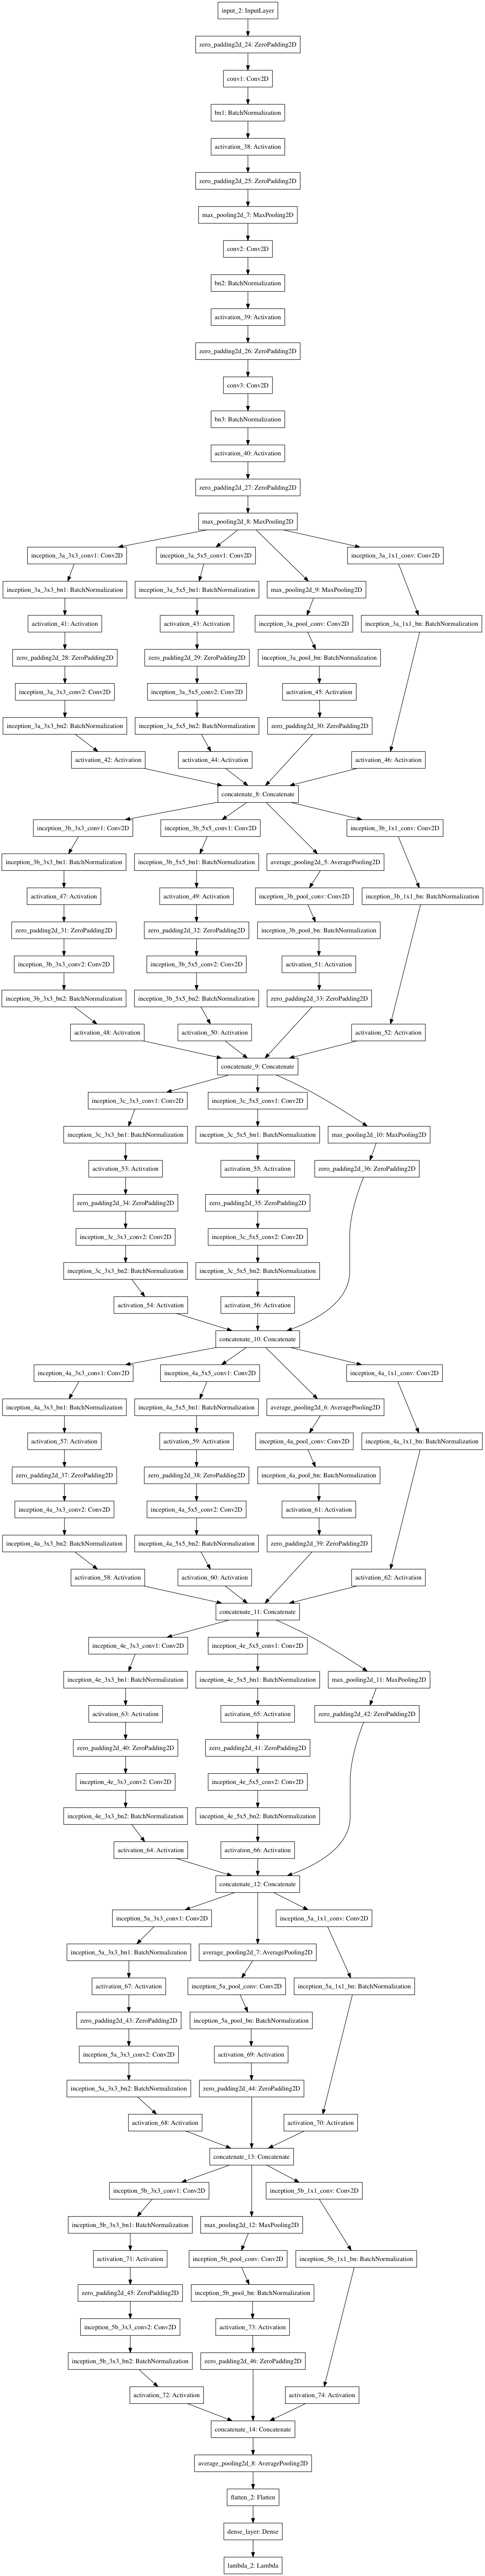 input_2: InputLayer
zero_padding2d_24: ZeroPadding2D
conv1: Conv2D
bn1: BatchNormalization
activation_38: Activation
zero_padding2d_25: ZeroPadding2D
max_pooling2d_7: MaxPooling2D
conv2: Conv2D
bn2: BatchNormalization
activation_39: Activation
zero_padding2d_26: ZeroPadding2D
conv3: Conv2D
bn3: BatchNormalization
activation_40: Activation
zero_padding2d_27: ZeroPadding2D
max_pooling2d_8: MaxPooling2D
inception_3a_3x3_conv1: Conv2D
inception_3a_5x5_conv1: Conv2D
inception_3a_1x1_conv: Conv2D
inception_3a_3x3_bn1: BatchNormalization
inception_3a_5x5_bn1: BatchNormalization
max_pooling2d_9: MaxPooling2D
activation_41: Activation
activation_43: Activation
inception_3a_pool_conv: Conv2D
inception_3a_1x1_bn: BatchNormalization
zero_padding2d_28: ZeroPadding2D
zero_padding2d_29: ZeroPadding2D
inception_3a_pool_bn: BatchNormalization
inception_3a_3x3_conv2: Conv2D
inception_3a_5x5_conv2: Conv2D
activation_45: Activation
inception_3a_3x3_bn2: BatchNormalization
inception_3a_5x5_bn2: BatchNormalization
zero_padding2d_30: ZeroPadding2D
activation_42: Activation
activation_44: Activation
activation_46: Activation
concatenate_8: Concatenate
inception_3b_3x3_conv1: Conv2D
inception_3b_5x5_conv1: Conv2D
inception_3b_1x1_conv: Conv2D
inception_3b_3x3_bn1: BatchNormalization
inception_3b_5x5_bn1: BatchNormalization
average_pooling2d_5: AveragePooling2D
activation_47: Activation
activation_49: Activation
inception_3b_pool_conv: Conv2D
inception_3b_1x1_bn: BatchNormalization
zero_padding2d_31: ZeroPadding2D
zero_padding2d_32: ZeroPadding2D
inception_3b_pool_bn: BatchNormalization
inception_3b_3x3_conv2: Conv2D
inception_3b_5x5_conv2: Conv2D
activation_51: Activation
inception_3b_3x3_bn2: BatchNormalization
inception_3b_5x5_bn2: BatchNormalization
zero_padding2d_33: ZeroPadding2D
activation_48: Activation
activation_50: Activation
activation_52: Activation
concatenate_9: Concatenate
inception_3c_3x3_conv1: Conv2D
inception_3c_5x5_conv1: Conv2D
inception_3c_3x3_bn1: BatchNormalization
inception_3c_5x5_bn1: BatchNormalization
max_pooling2d_10: MaxPooling2D
activation_53: Activation
activation_55: Activation
zero_padding2d_36: ZeroPadding2D
zero_padding2d_34: ZeroPadding2D
zero_padding2d_35: ZeroPadding2D
inception_3c_3x3_conv2: Conv2D
inception_3c_5x5_conv2: Conv2D
inception_3c_3x3_bn2: BatchNormalization
inception_3c_5x5_bn2: BatchNormalization
activation_54: Activation
activation_56: Activation
concatenate_10: Concatenate
inception_4a_3x3_conv1: Conv2D
inception_4a_5x5_conv1: Conv2D
inception_4a_1x1_conv: Conv2D
inception_4a_3x3_bn1: BatchNormalization
inception_4a_5x5_bn1: BatchNormalization
average_pooling2d_6: AveragePooling2D
activation_57: Activation
activation_59: Activation
inception_4a_pool_conv: Conv2D
inception_4a_1x1_bn: BatchNormalization
zero_padding2d_37: ZeroPadding2D
zero_padding2d_38: ZeroPadding2D
inception_4a_pool_bn: BatchNormalization
inception_4a_3x3_conv2: Conv2D
inception_4a_5x5_conv2: Conv2D
activation_61: Activation
inception_4a_3x3_bn2: BatchNormalization
inception_4a_5x5_bn2: BatchNormalization
zero_padding2d_39: ZeroPadding2D
activation_58: Activation
activation_60: Activation
activation_62: Activation
concatenate_11: Concatenate
inception_4e_3x3_conv1: Conv2D
inception_4e_5x5_conv1: Conv2D
inception_4e_3x3_bn1: BatchNormalization
inception_4e_5x5_bn1: BatchNormalization
max_pooling2d_11: MaxPooling2D
activation_63: Activation
activation_65: Activation
zero_padding2d_42: ZeroPadding2D
zero_padding2d_40: ZeroPadding2D
zero_padding2d_41: ZeroPadding2D
inception_4e_3x3_conv2: Conv2D
inception_4e_5x5_conv2: Conv2D
inception_4e_3x3_bn2: BatchNormalization
inception_4e_5x5_bn2: BatchNormalization
activation_64: Activation
activation_66: Activation
concatenate_12: Concatenate
inception_5a_3x3_conv1: Conv2D
inception_5a_1x1_conv: Conv2D
inception_5a_3x3_bn1: BatchNormalization
average_pooling2d_7: AveragePooling2D
activation_67: Activation
inception_5a_pool_conv: Conv2D
inception_5a_1x1_bn: BatchNormalization
zero_padding2d_43: ZeroPadding2D
inception_5a_pool_bn: BatchNormalization
inception_5a_3x3_conv2: Conv2D
activation_69: Activation
inception_5a_3x3_bn2: BatchNormalization
zero_padding2d_44: ZeroPadding2D
activation_68: Activation
activation_70: Activation
concatenate_13: Concatenate
inception_5b_3x3_conv1: Conv2D
inception_5b_1x1_conv: Conv2D
inception_5b_3x3_bn1: BatchNormalization
max_pooling2d_12: MaxPooling2D
activation_71: Activation
inception_5b_pool_conv: Conv2D
inception_5b_1x1_bn: BatchNormalization
zero_padding2d_45: ZeroPadding2D
inception_5b_pool_bn: BatchNormalization
inception_5b_3x3_conv2: Conv2D
activation_73: Activation
inception_5b_3x3_bn2: BatchNormalization
zero_padding2d_46: ZeroPadding2D
activation_72: Activation
activation_74: Activation
concatenate_14: Concatenate
average_pooling2d_8: AveragePooling2D
flatten_2: Flatten
dense_layer: Dense
lambda_2: Lambda